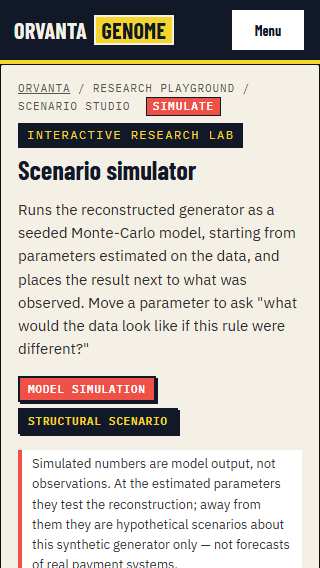 ORVANTA GENOME
Menu
ORVANTA / RESEARCH PLAYGROUND /
SCENARIO STUDIO SIMULATE
INTERACTIVE RESEARCH LAB
Scenario simulator
Runs the reconstructed generator as a
seeded Monte-Carlo model, starting from
parameters estimated on the data, and
places the result next to what was
observed. Move a parameter to ask "what
would the data look like if this rule were
different?"
MODEL SIMULATION
STRUCTURAL SCENARIO
Simulated numbers are model output, not
observations. At the estimated parameters
they test the reconstruction; away from
them they are hypothetical scenarios about
this synthetic generator only — not forecasts
of real payment systems.